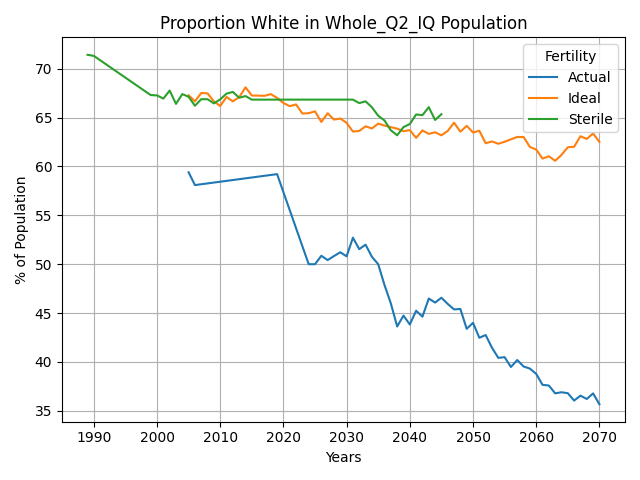 Proportion White in Whole_Q2_IQ Population
Fertility
Actual
Ideal
Sterile
% of Population
70
65
60
55
50
45
40
35
1990
2000
2010
2020
2030
2040
2050
2060
2070
Years